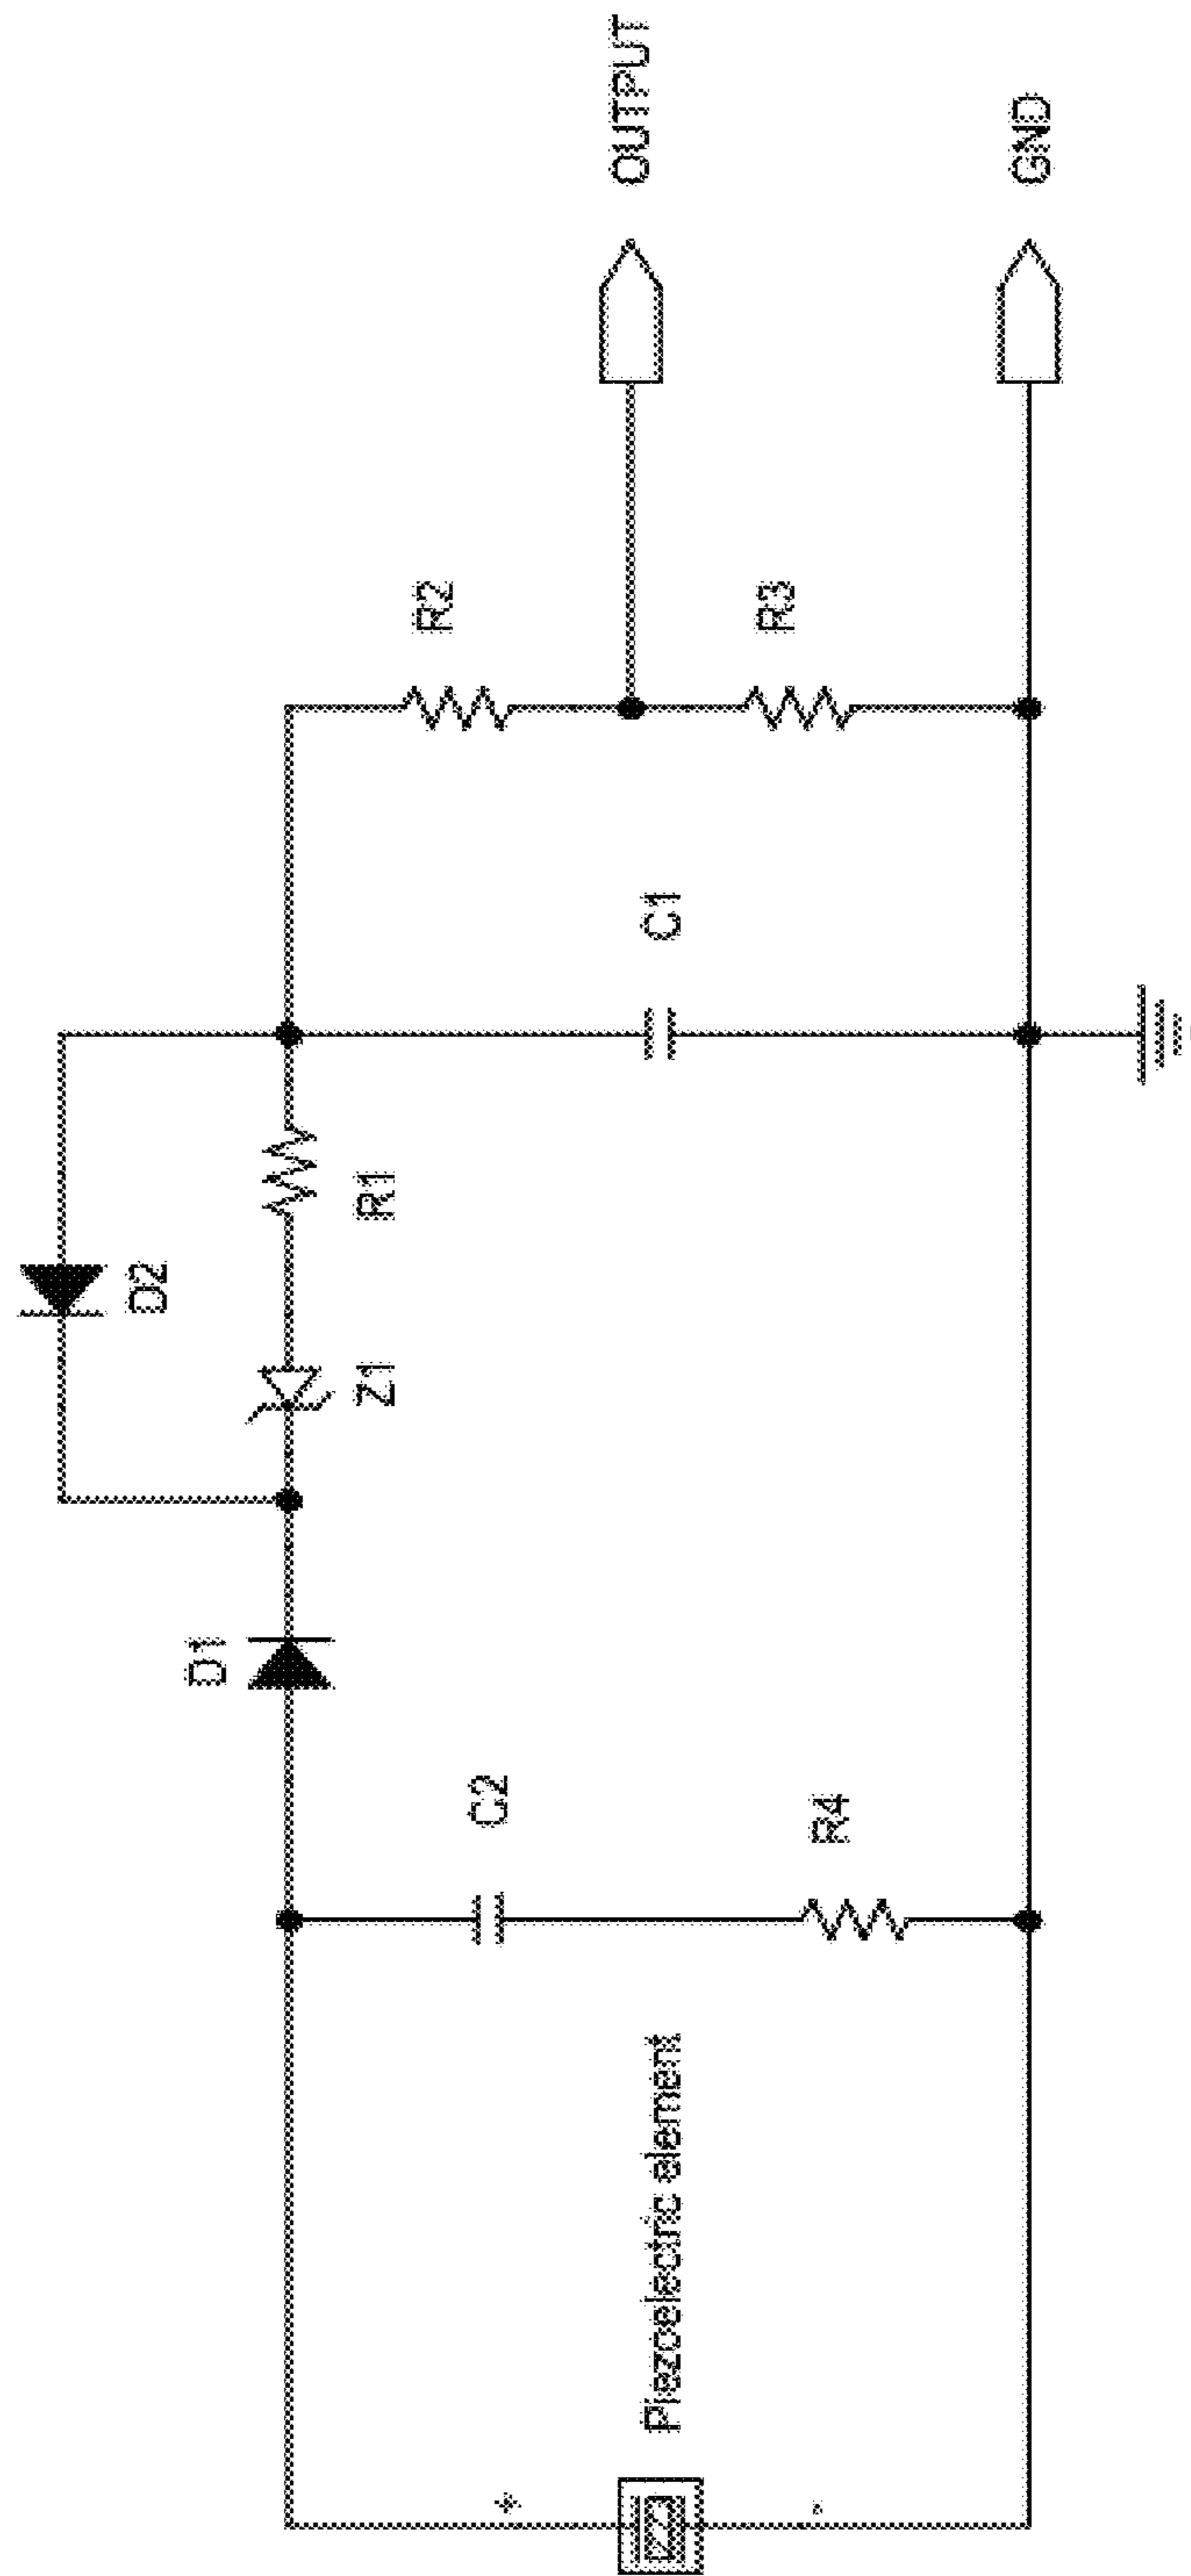 Piezoelectric element
+
-
C2
R4
D1
D2
Z1
R1
C1
R2
R3
OUTPUT
GND